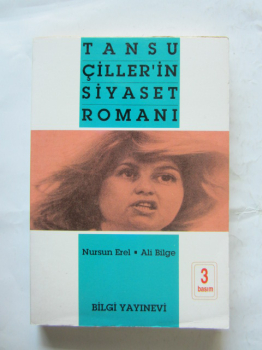 TANSU
ÇİLLER'İN
SİYASET
ROMANI
Nursun Erel • Ali Bilge
3
basım
BİLGİ YAYINEVİ